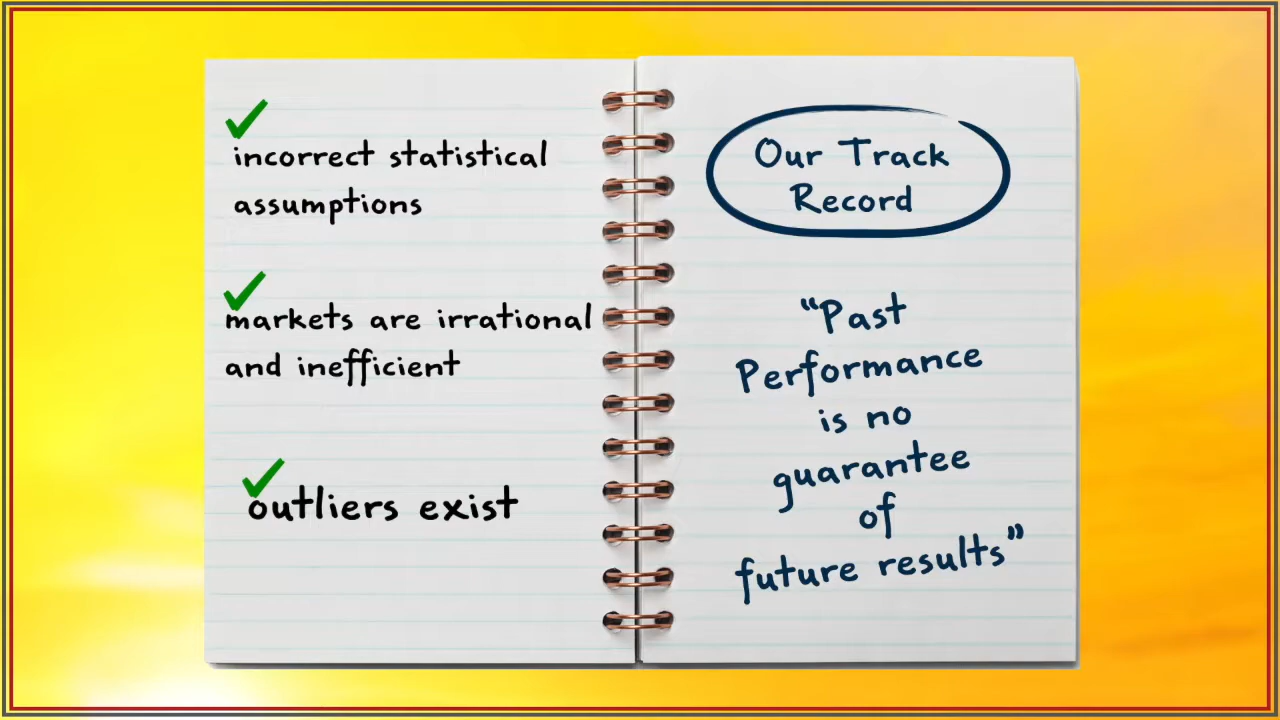 incorrect statistical
assumptions
markets are irrational
and inefficient
outliers exist
Our Track
Record
“Past
Performance
is no
guarantee
of
future results”